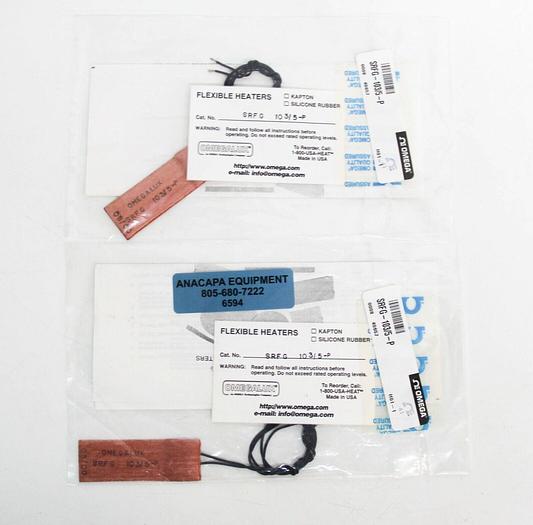 FLEXIBLE HEATERS
□ KAPTON
□ SILICONE RUBBER
Cat. No. SRFG 103/5-P
WARNING: Read and follow all instructions before
operating. Do not exceed rated operating levels.
OMEGALUX
To Reorder, Call:
1-800-USA-HEAT
Made in USA
http://www.omega.com
e-mail: info@omega.com
SRFG-103/5-P
Ω OMEGA
OMEGALUX
SRFG 103/5-P
ANACAPA EQUIPMENT
805-680-7222
6594
FLEXIBLE HEATERS
□ KAPTON
□ SILICONE RUBBER
Cat. No. SRFG 103/5-P
WARNING: Read and follow all instructions before
operating. Do not exceed rated operating levels.
OMEGALUX
To Reorder, Call:
1-800-USA-HEAT
Made in USA
http://www.omega.com
e-mail: info@omega.com
SRFG-103/5-P
Ω OMEGA
OMEGALUX
SRFG 103/5-P